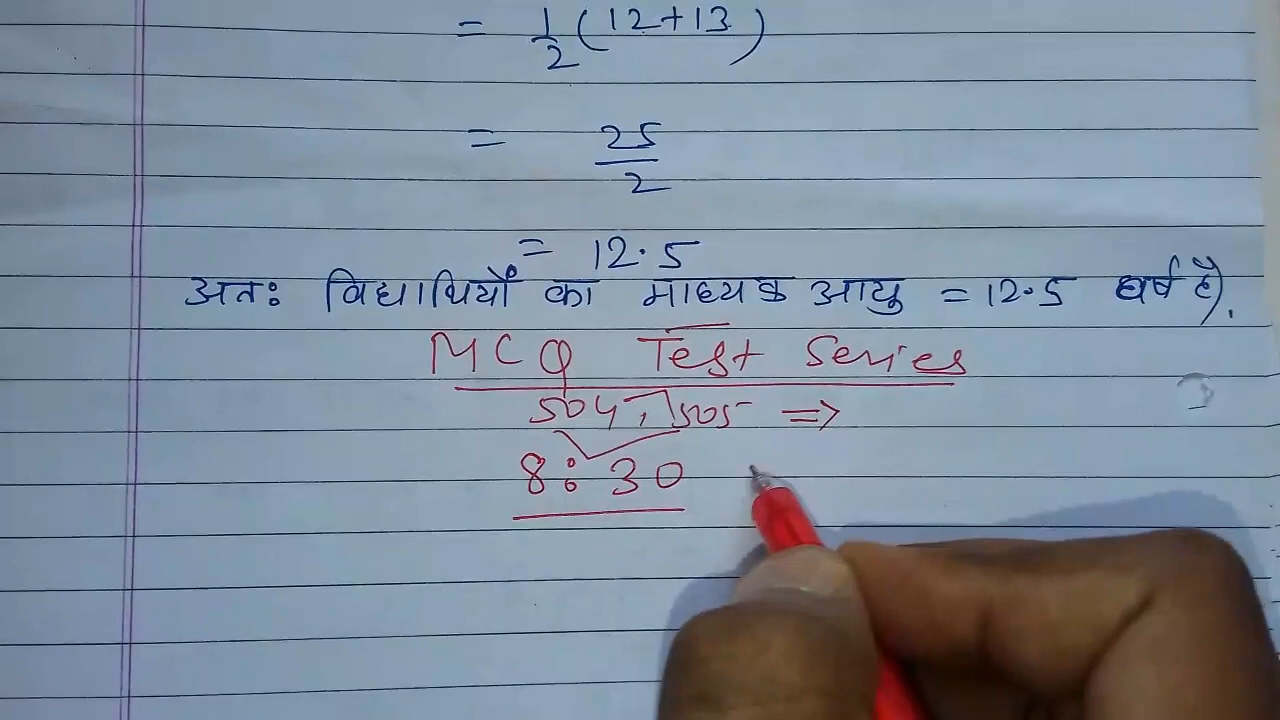 = 1/2 (12+13)
= 25/2
= 12.5
अतः विद्यार्थियों का माध्यक आयु = 12.5 वर्ष है.
MCQ Test Series
504, 505 =>
8:30